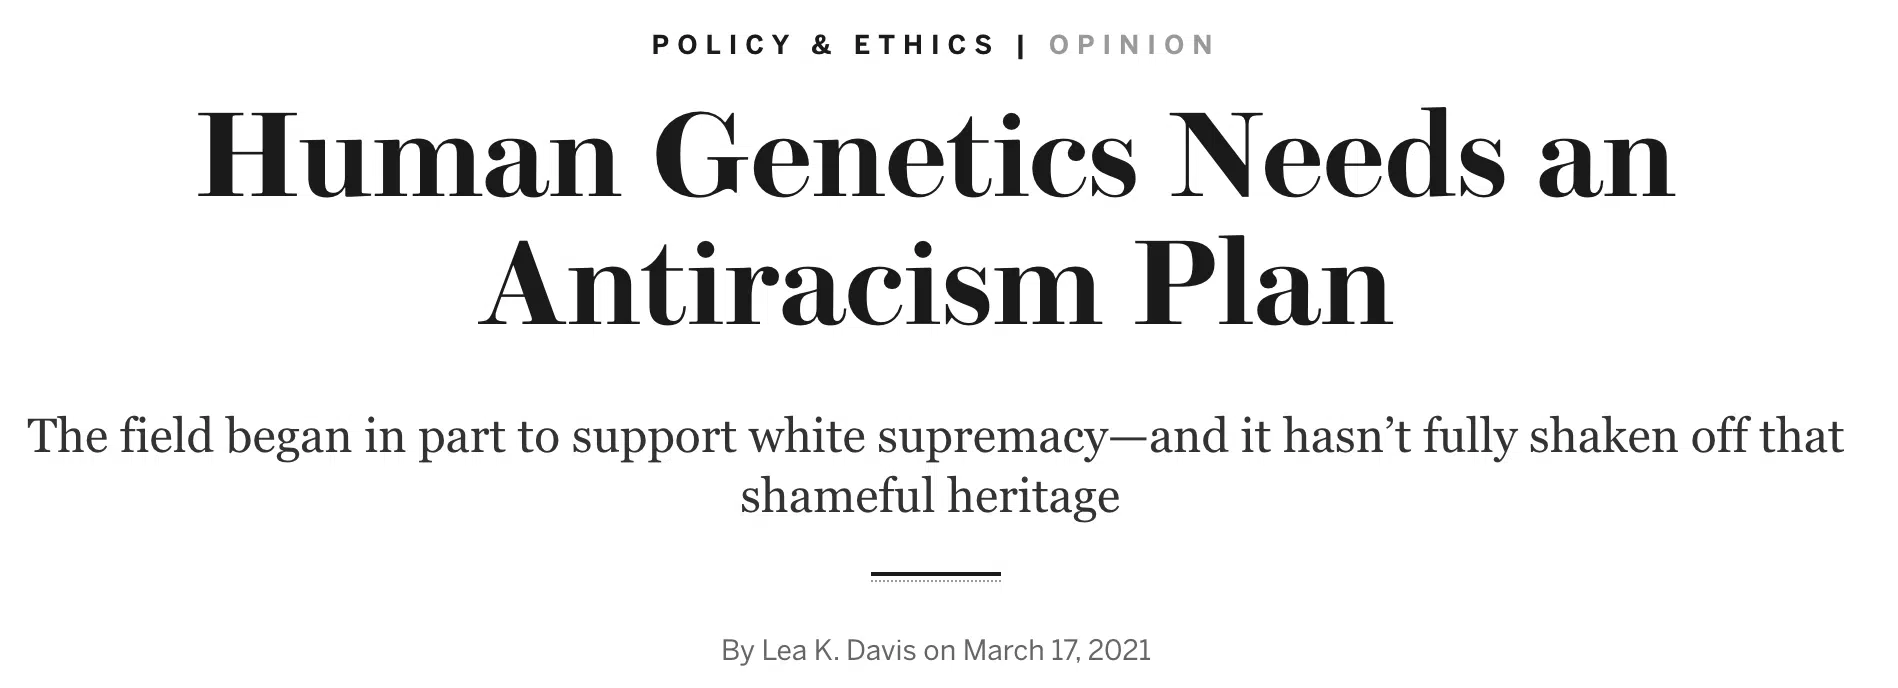 POLICY & ETHICS | OPINION
Human Genetics Needs an
Antiracism Plan
The field began in part to support white supremacy—and it hasn’t fully shaken off that
shameful heritage
By Lea K. Davis on March 17, 2021